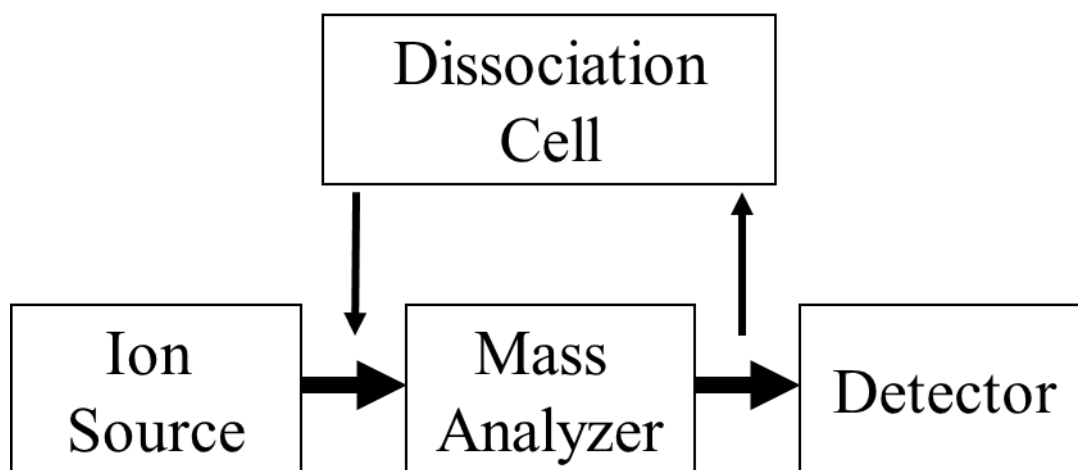 Dissociation
Cell
Ion
Source
Mass
Analyzer
Detector